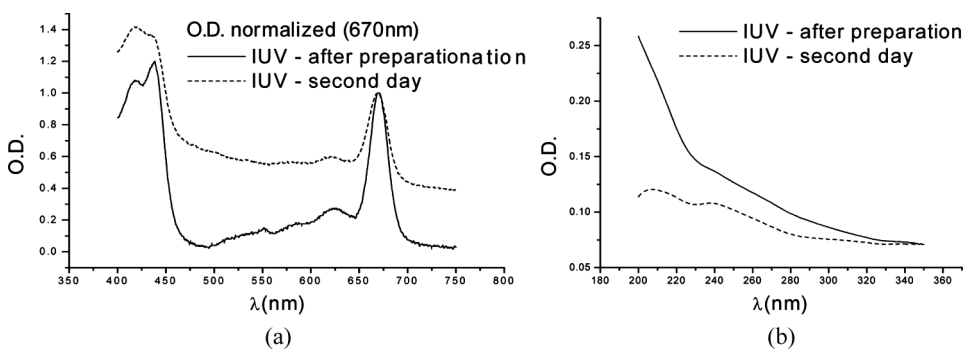 O.D. normalized (670nm)
IUV - after preparationation
IUV - second day
1.4
1.2
1.0
0.8
0.6
0.4
0.2
0.0
O.D.
350 400 450 500 550 600 650 700 750 800
λ(nm)
(a)
IUV - after preparation
IUV - second day
0.25
0.20
0.15
0.10
0.05
O.D.
180 200 220 240 260 280 300 320 340 360
λ(nm)
(b)